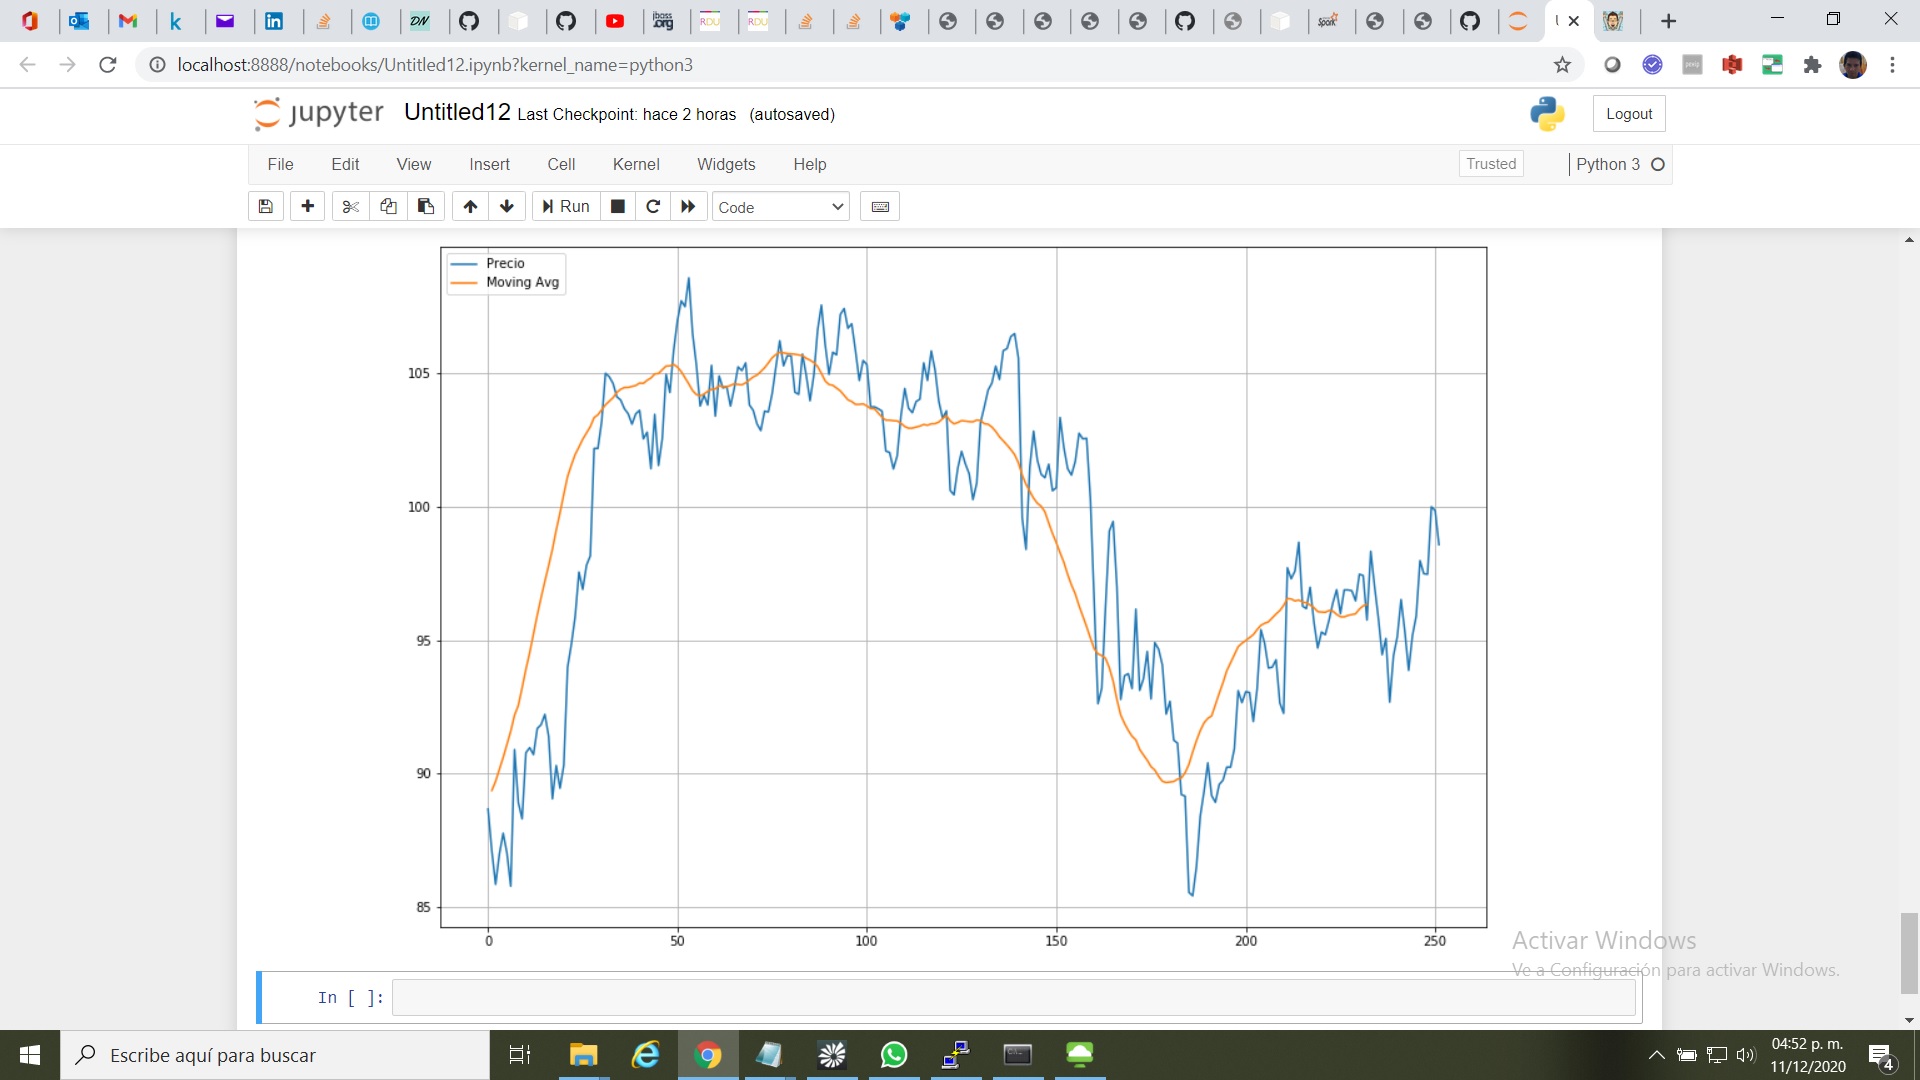 localhost:8888/notebooks/Untitled12.ipynb?kernel_name=python3
jupyter Untitled12 Last Checkpoint: hace 2 horas (autosaved)
Logout
File Edit View Insert Cell Kernel Widgets Help
Trusted
Python 3
Run
Code
Precio
Moving Avg
105
100
95
90
85
0 50 100 150 200 250
Activar Windows
Ve a Configuración para activar Windows.
In [ ]:
Escribe aquí para buscar
04:52 p. m.
11/12/2020
4